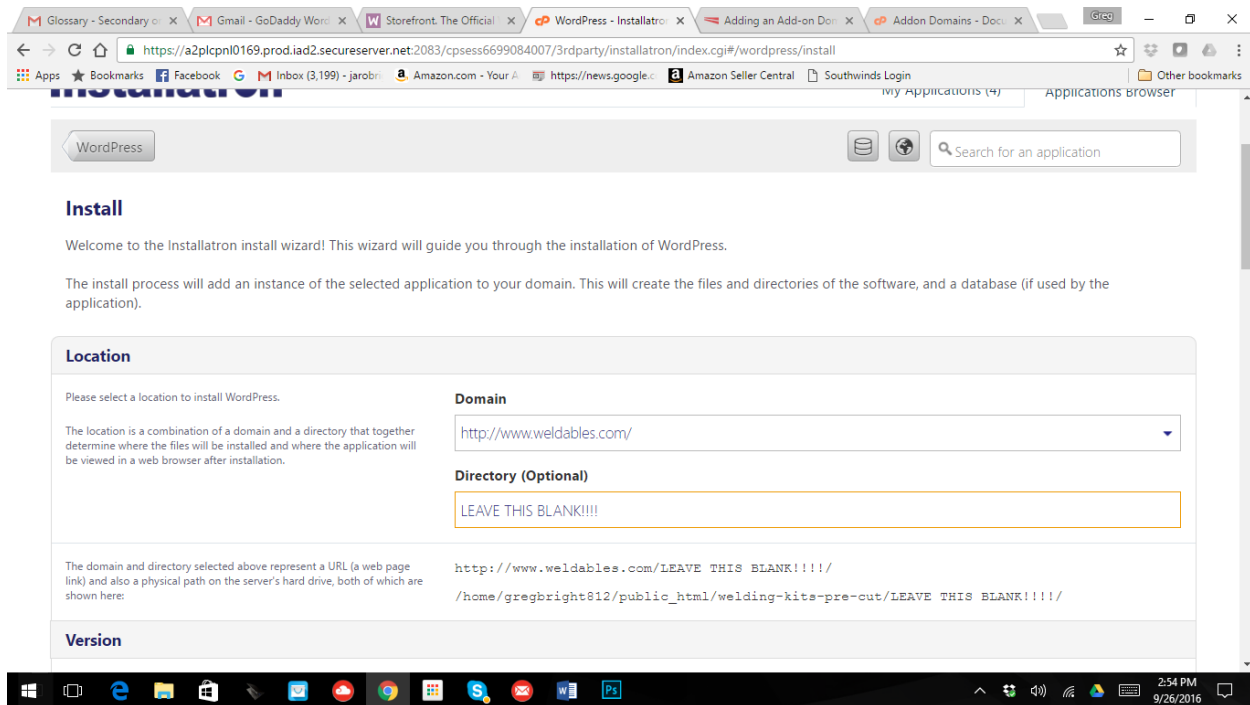 Glossary - Secondary or
Gmail - GoDaddy Word
Storefront. The Official
WordPress - Installatron
Adding an Add-on Dom
Addon Domains - Docu
Greg
https://a2plcpnl0169.prod.iad2.secureserver.net:2083/cpsess6699084007/3rdparty/installatron/index.cgi#/wordpress/install
Apps
Bookmarks
Facebook
Inbox (3,199) - jarobri
Amazon.com - Your A
https://news.google.c
Amazon Seller Central
Southwinds Login
Other bookmarks
installatron
My Applications (4)
Applications Browser
WordPress
Search for an application
Install
Welcome to the Installatron install wizard! This wizard will guide you through the installation of WordPress.
The install process will add an instance of the selected application to your domain. This will create the files and directories of the software, and a database (if used by the
application).
Location
Please select a location to install WordPress.
The location is a combination of a domain and a directory that together
determine where the files will be installed and where the application will
be viewed in a web browser after installation.
Domain
http://www.weldables.com/
Directory (Optional)
LEAVE THIS BLANK!!!!
The domain and directory selected above represent a URL (a web page
link) and also a physical path on the server's hard drive, both of which are
shown here:
http://www.weldables.com/LEAVE THIS BLANK!!!!/
/home/gregbright812/public_html/welding-kits-pre-cut/LEAVE THIS BLANK!!!!/
Version
2:54 PM
9/26/2016